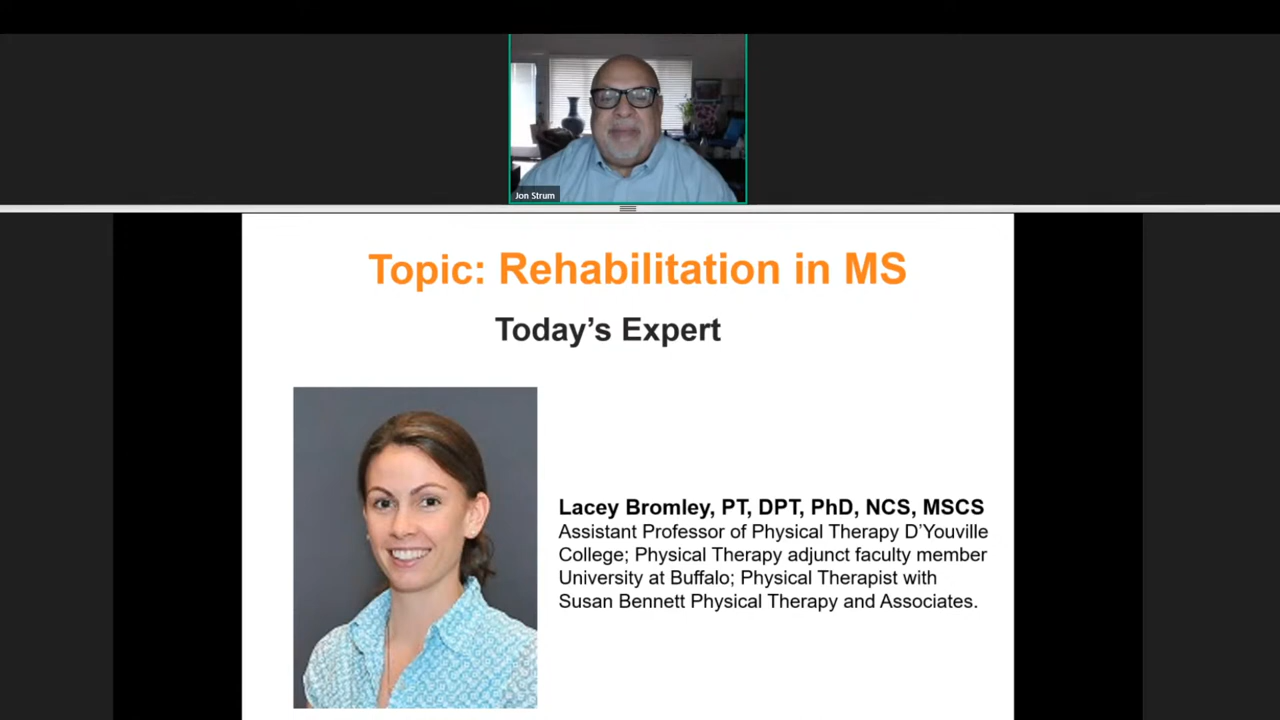 Jon Strum
Topic: Rehabilitation in MS
Today’s Expert
Lacey Bromley, PT, DPT, PhD, NCS, MSCS
Assistant Professor of Physical Therapy D’Youville
College; Physical Therapy adjunct faculty member
University at Buffalo; Physical Therapist with
Susan Bennett Physical Therapy and Associates.